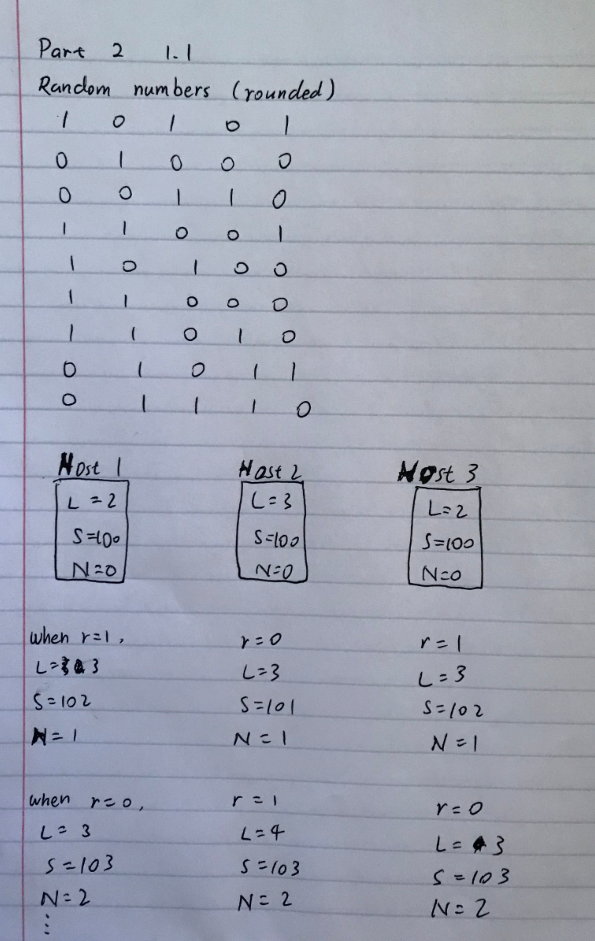 Part 2 1.1
Random numbers (rounded)
1 0 1 0 1
0 1 0 0 0
0 0 1 1 0
1 1 0 0 1
1 0 1 0 0
1 1 0 0 0
1 1 0 1 0
0 1 0 1 1
0 1 1 1 0
Host 1 Host 2 Host 3
L=2 L=3 L=2
S=100 S=100 S=100
N=0 N=0 N=0
when r=1, r=0 r=1
L=3 L=3 L=3
S=102 S=101 S=102
N=1 N=1 N=1
when r=0, r=1 r=0
L=3 L=4 L=3
S=103 S=103 S=103
N=2 N=2 N=2
⋮